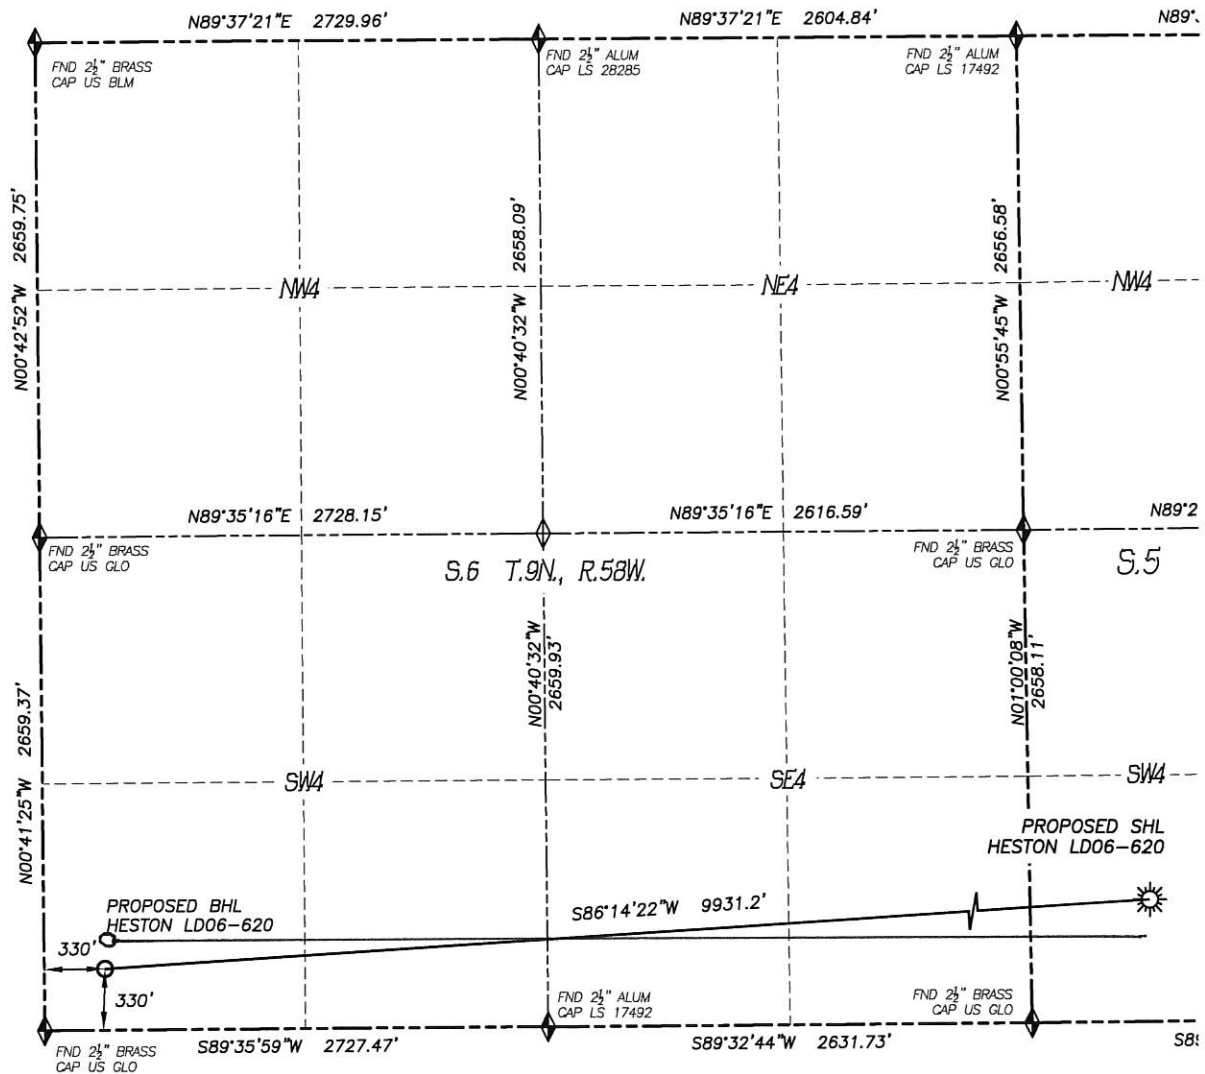 N89°37'21"E 2729.96'
N89°37'21"E 2604.84'
N89°
FND 2½" BRASS
CAP US BLM
FND 2½" ALUM
CAP LS 28285
FND 2½" ALUM
CAP LS 17492
N00°42'52"W 2659.75'
N00°40'32"W 2658.09'
N00°55'45"W 2656.58'
NW4
NE4
NW4
N89°35'16"E 2728.15'
N89°35'16"E 2616.59'
N89°2
FND 2½" BRASS
CAP US GLO
FND 2½" BRASS
CAP US GLO
S.6 T.9N., R.58W.
S.5
N00°41'25"W 2659.37'
N00°40'32"W
2659.93'
N01°00'08"W
2658.11'
SW4
SE4
SW4
PROPOSED SHL
HESTON LD06-620
PROPOSED BHL
HESTON LD06-620
S86°14'22"W 9931.2'
330'
330'
FND 2½" ALUM
CAP LS 17492
FND 2½" BRASS
CAP US GLO
FND 2½" BRASS
CAP US GLO
S89°35'59"W 2727.47'
S89°32'44"W 2631.73'
S89